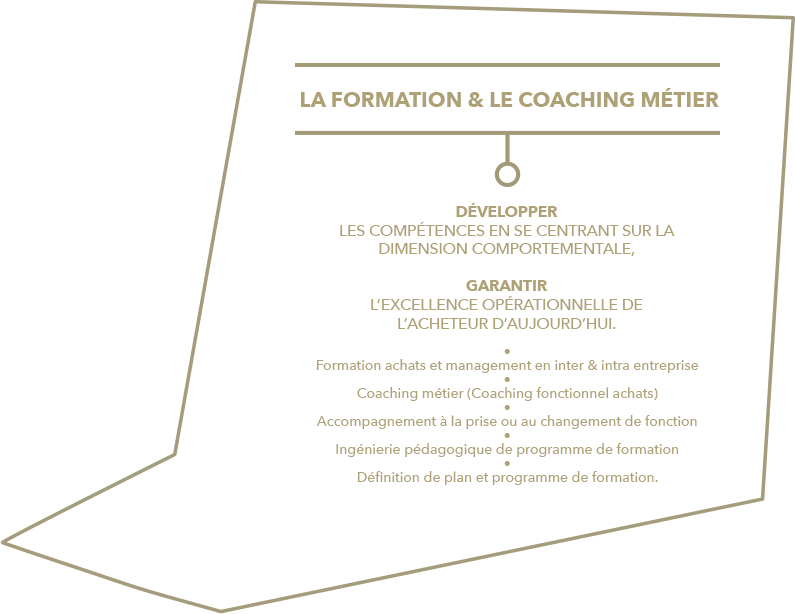 LA FORMATION & LE COACHING MÉTIER
DÉVELOPPER
LES COMPÉTENCES EN SE CENTRANT SUR LA
DIMENSION COMPORTEMENTALE,
GARANTIR
L’EXCELLENCE OPÉRATIONNELLE DE
L’ACHETEUR D’AUJOURD’HUI.
•
Formation achats et management en inter & intra entreprise
•
Coaching métier (Coaching fonctionnel achats)
•
Accompagnement à la prise ou au changement de fonction
•
Ingénierie pédagogique de programme de formation
•
Définition de plan et programme de formation.